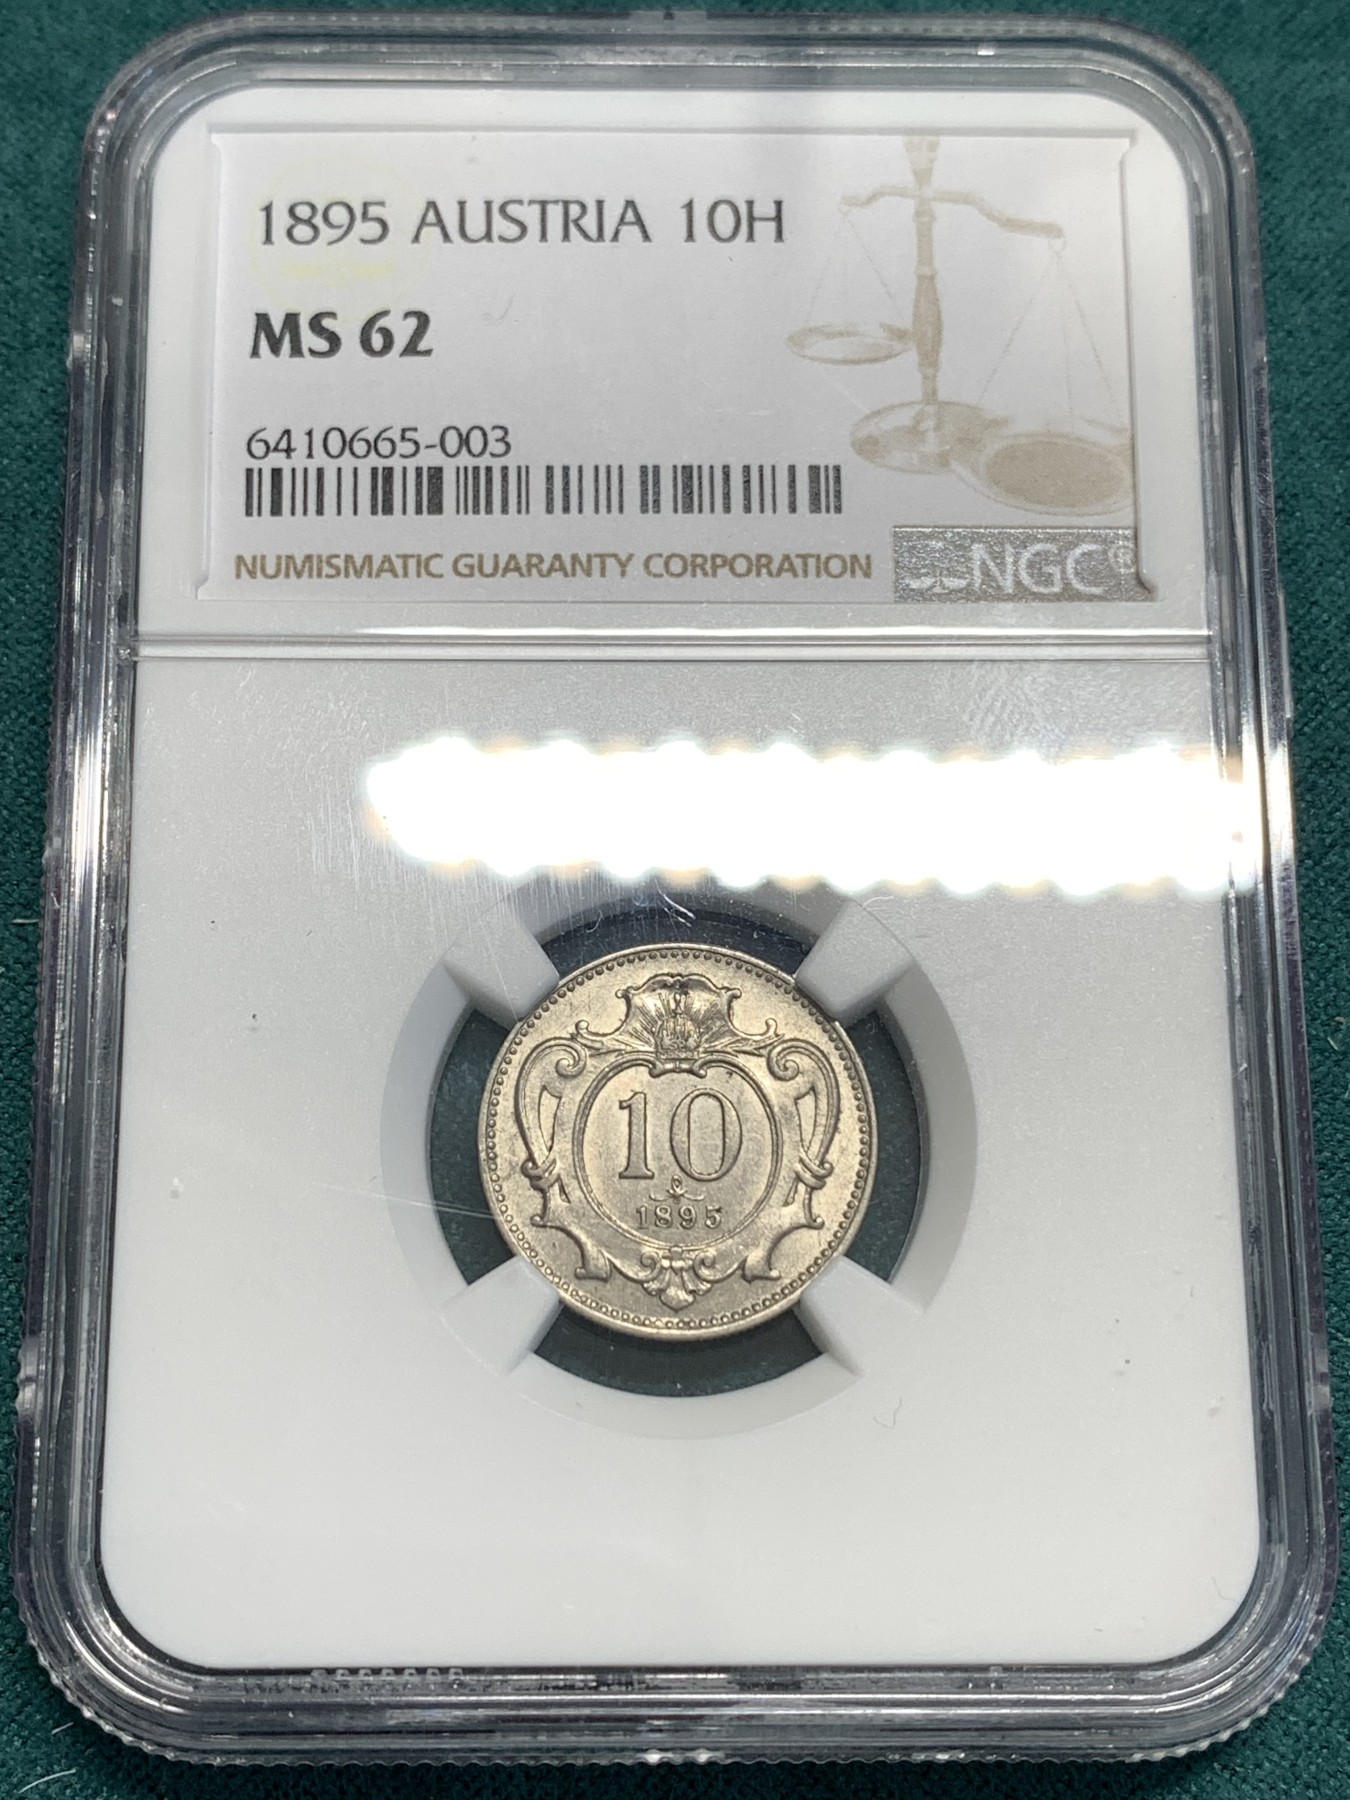 1895 AUSTRIA 10H
MS 62
6410665-003
NUMISMATIC GUARANTY CORPORATION
NGC®
10
1895